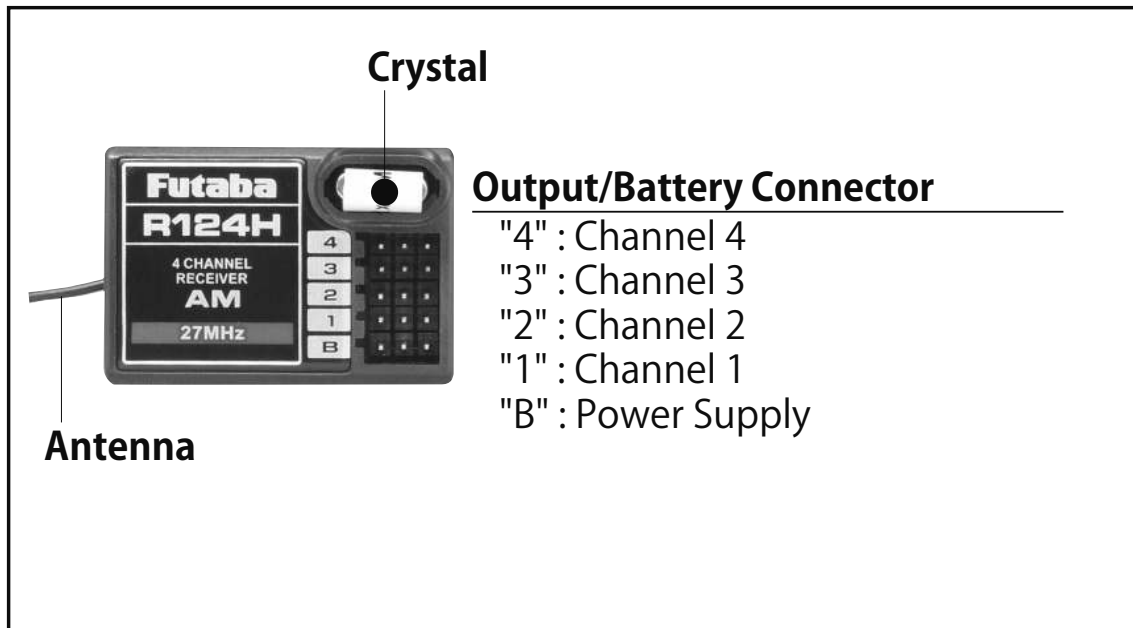 Crystal
Futaba
R124H
4 CHANNEL
RECEIVER
AM
27MHz
4
3
2
1
B
Antenna
Output/Battery Connector
"4" : Channel 4
"3" : Channel 3
"2" : Channel 2
"1" : Channel 1
"B" : Power Supply